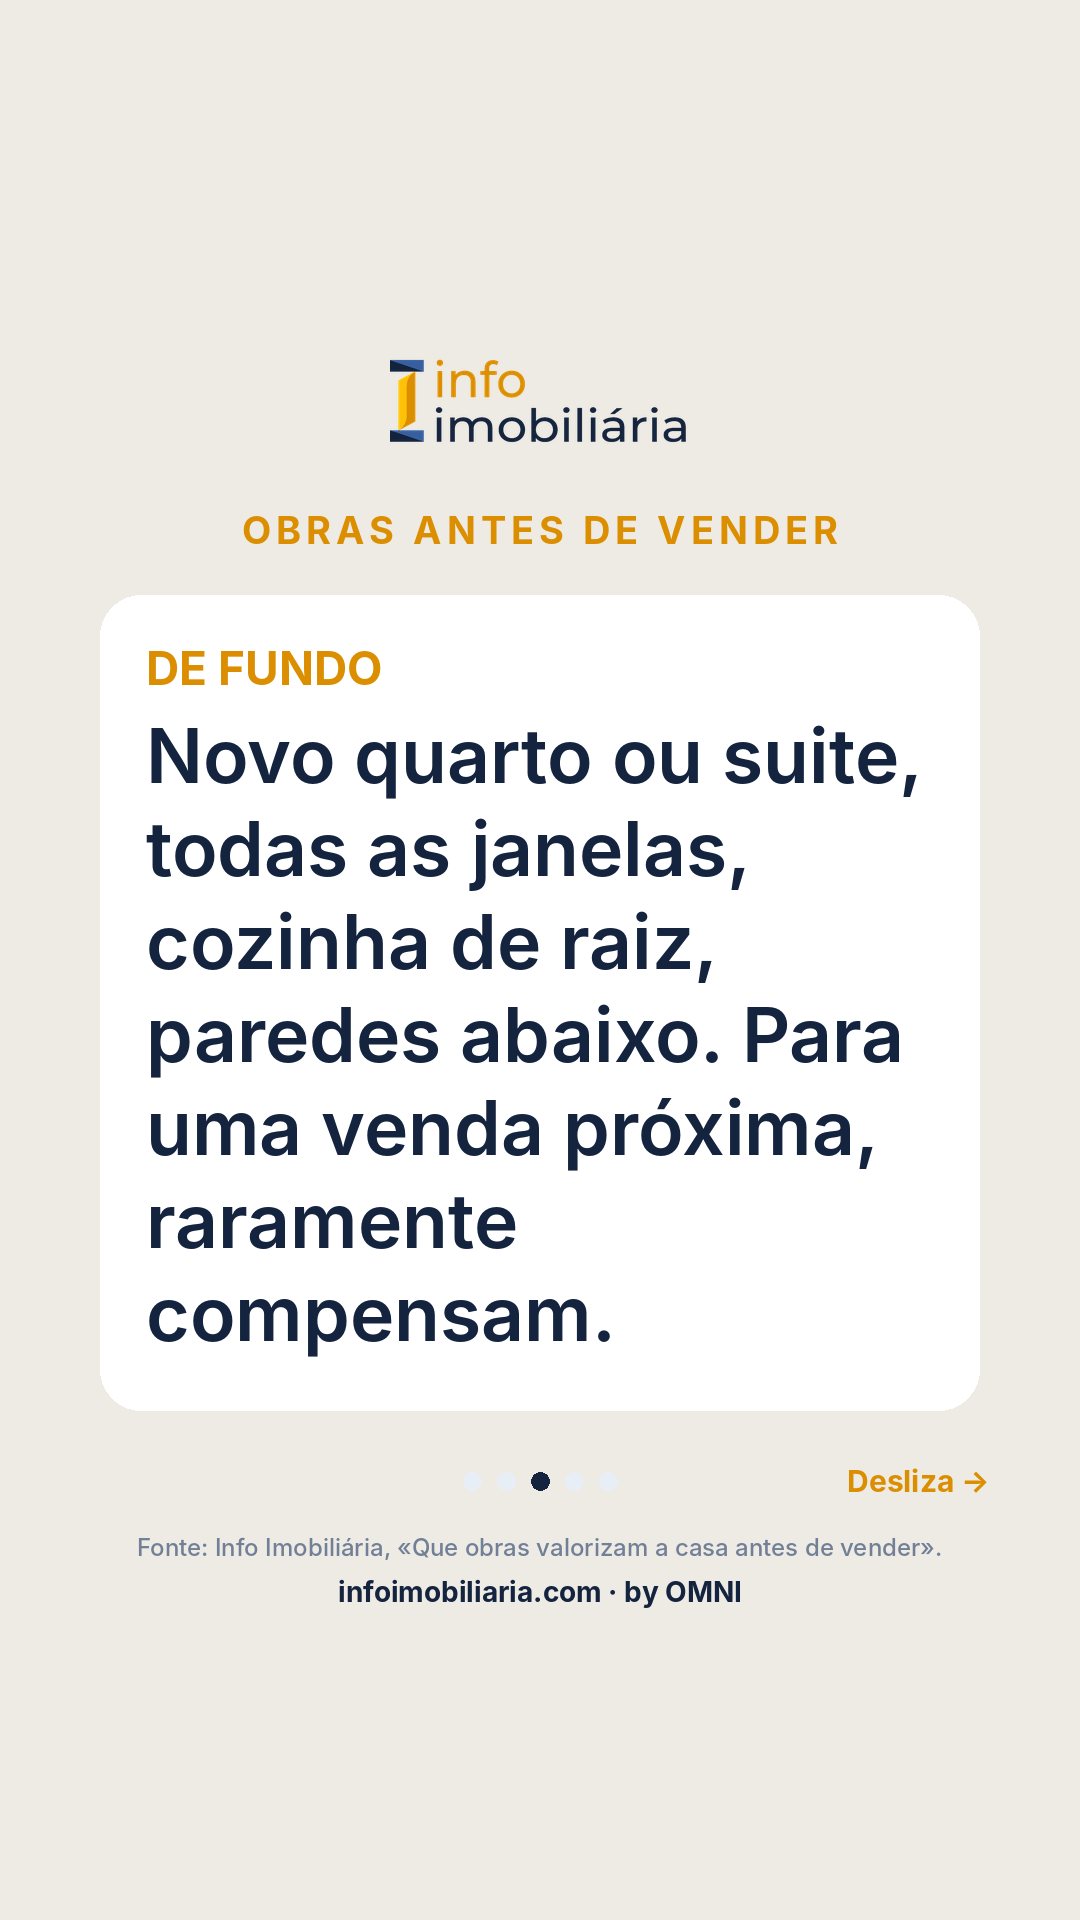 info
imobiliária
OBRAS ANTES DE VENDER
DE FUNDO
Novo quarto ou suite,
todas as janelas,
cozinha de raiz,
paredes abaixo. Para
uma venda próxima,
raramente
compensam.
Desliza →
Fonte: Info Imobiliária, «Que obras valorizam a casa antes de vender».
infoimobiliaria.com · by OMNI